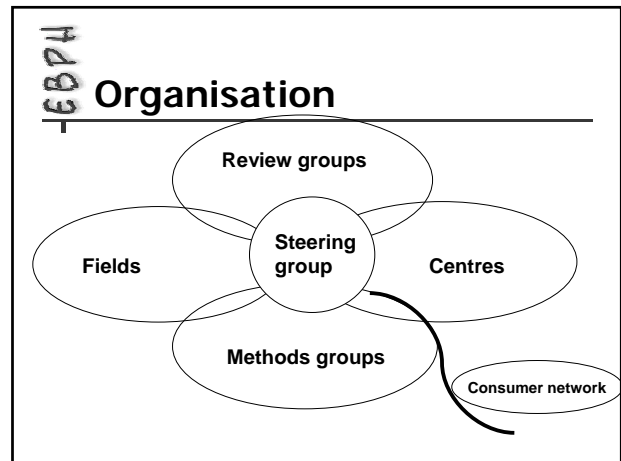 EBPH
Organisation
Review groups
Steering
group
Fields
Centres
Methods groups
Consumer network